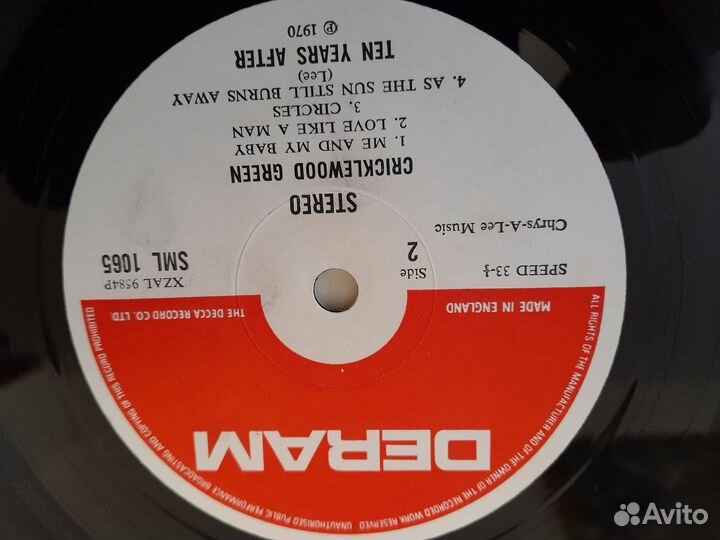 ALL RIGHTS OF THE MANUFACTURER AND OF THE OWNER OF THE RECORDED WORK RESERVED UNAUTHORISED PUBLIC PERFORMANCE BROADCASTING AND COPYING OF THIS RECORD PROHIBITED
DERAM
MADE IN ENGLAND
THE DECCA RECORD CO. LTD.
SPEED 33-⅓
Side
2
XZAL 9584P
SML 1065
Chrys-A-Lee Music
STEREO
CRICKLEWOOD GREEN
1. ME AND MY BABY
2. LOVE LIKE A MAN
3. CIRCLES
4. AS THE SUN STILL BURNS AWAY
(Lee)
TEN YEARS AFTER
℗ 1970
Avito